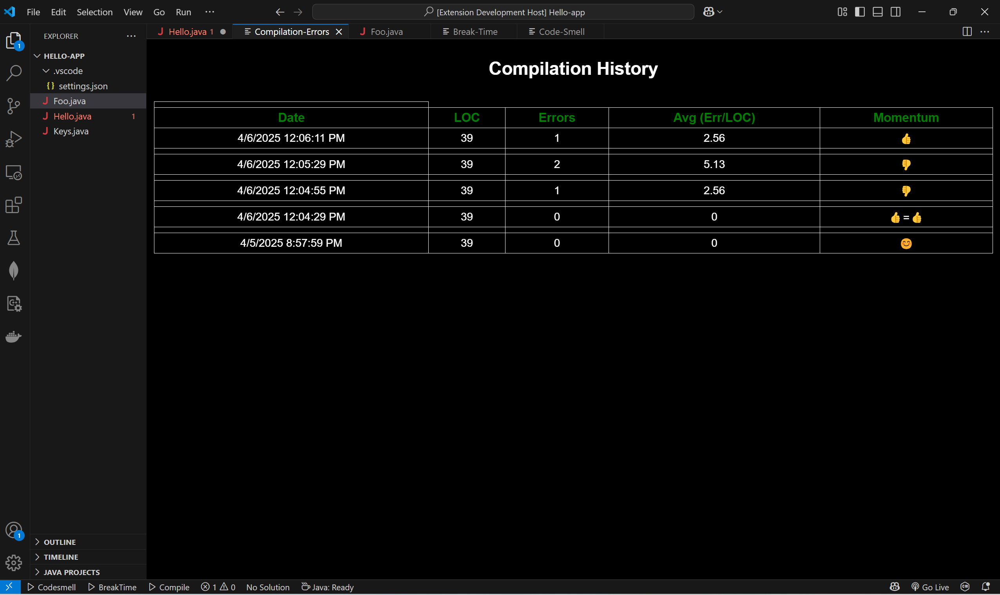 File Edit Selection View Go Run ··· [Extension Development Host] Hello-app
EXPLORER ···
Hello.java 1 Compilation-Errors Foo.java Break-Time Code-Smell
1
HELLO-APP
.vscode
{} settings.json
J Foo.java
J Hello.java 1
J Keys.java
Compilation History
Date LOC Errors Avg (Err/LOC) Momentum
4/6/2025 12:06:11 PM 39 1 2.56 👍
4/6/2025 12:05:29 PM 39 2 5.13 👎
4/6/2025 12:04:55 PM 39 1 2.56 👎
4/6/2025 12:04:29 PM 39 0 0 👍=👍
4/5/2025 8:57:59 PM 39 0 0 😊
1
OUTLINE
TIMELINE
JAVA PROJECTS
Codesmell BreakTime Compile 1 0 No Solution Java: Ready Go Live